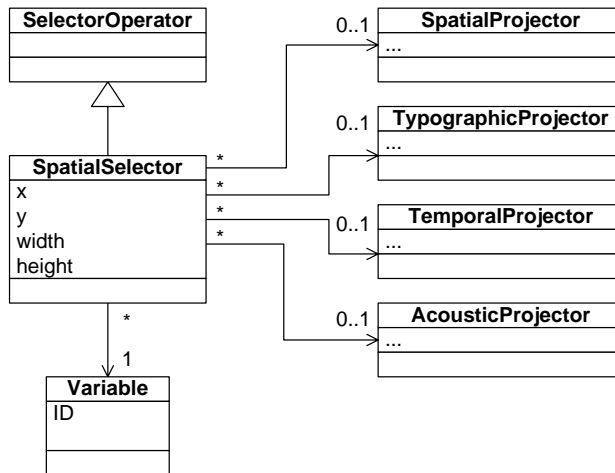 SelectorOperator
SpatialProjector
0..1
...
TypographicProjector
0..1
...
SpatialSelector
*
x
*
y
*
width
*
height
TemporalProjector
0..1
...
AcousticProjector
0..1
...
*
1
Variable
ID